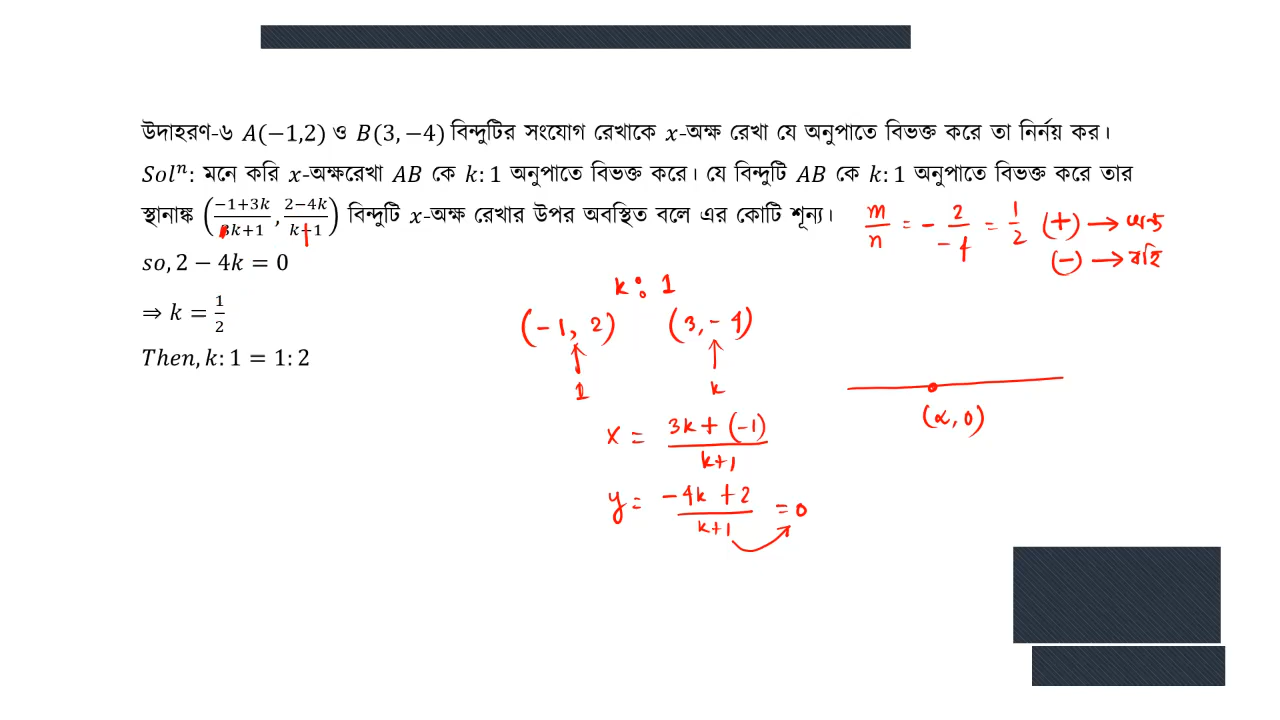 উদাহরণ-৬ A(−1,2) ও B(3,−4) বিন্দুটির সংযোগ রেখাকে x-অক্ষ রেখা যে অনুপাতে বিভক্ত করে তা নির্নয় কর।
Solⁿ: মনে করি x-অক্ষরেখা AB কে k:1 অনুপাতে বিভক্ত করে। যে বিন্দুটি AB কে k:1 অনুপাতে বিভক্ত করে তার
স্থানাঙ্ক ((−1+3k)/(3k+1), (2−4k)/(k−1)) বিন্দুটি x-অক্ষ রেখার উপর অবস্থিত বলে এর কোটি শূন্য।
m/n = − 2/−4 = 1/2 (+) → অন্ত
(−) → বহি
so, 2 − 4k = 0
⇒ k = 1/2
Then, k: 1 = 1: 2
k : 1
(−1, 2) (3, −4)
↑ ↑
1 k
x = (3k + (−1))/(k+1)
(α, 0)
y = (−4k + 2)/(k+1) = 0